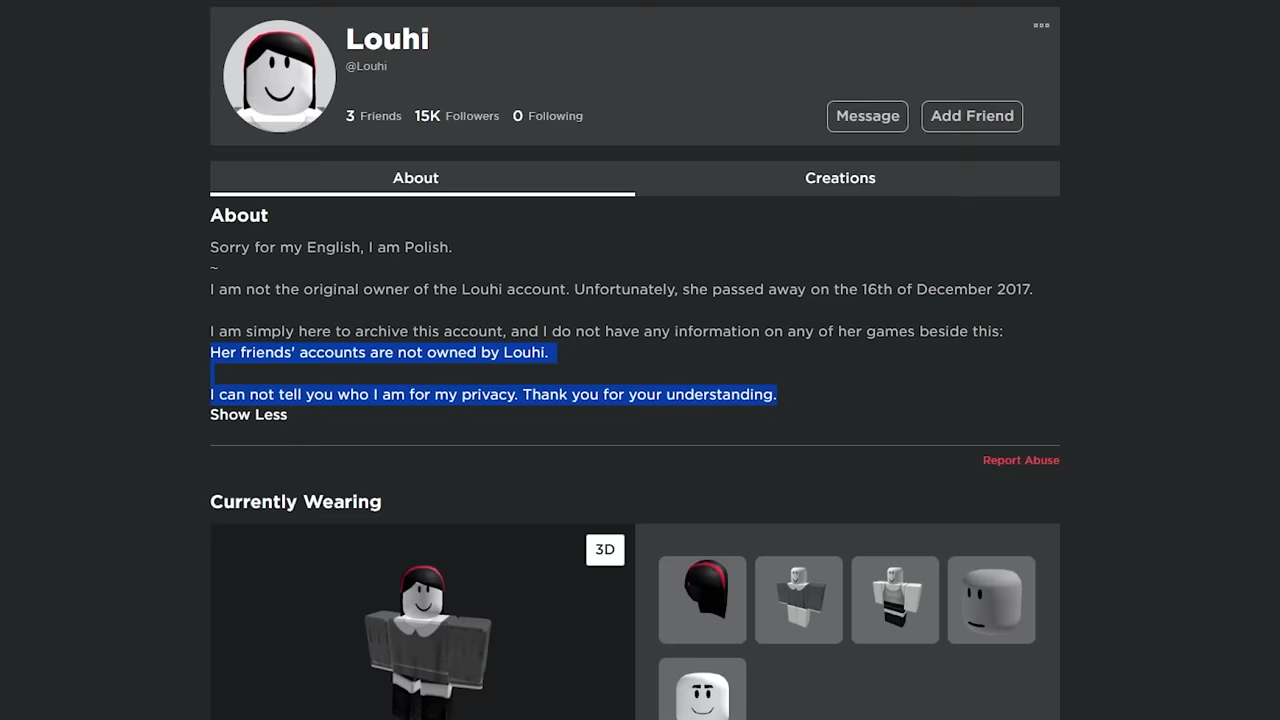 Louhi
@Louhi
3 Friends 15K Followers 0 Following
Message
Add Friend
About
Creations
About
Sorry for my English, I am Polish.
~
I am not the original owner of the Louhi account. Unfortunately, she passed away on the 16th of December 2017.
I am simply here to archive this account, and I do not have any information on any of her games beside this:
Her friends' accounts are not owned by Louhi.
I can not tell you who I am for my privacy. Thank you for your understanding.
Show Less
Report Abuse
Currently Wearing
3D